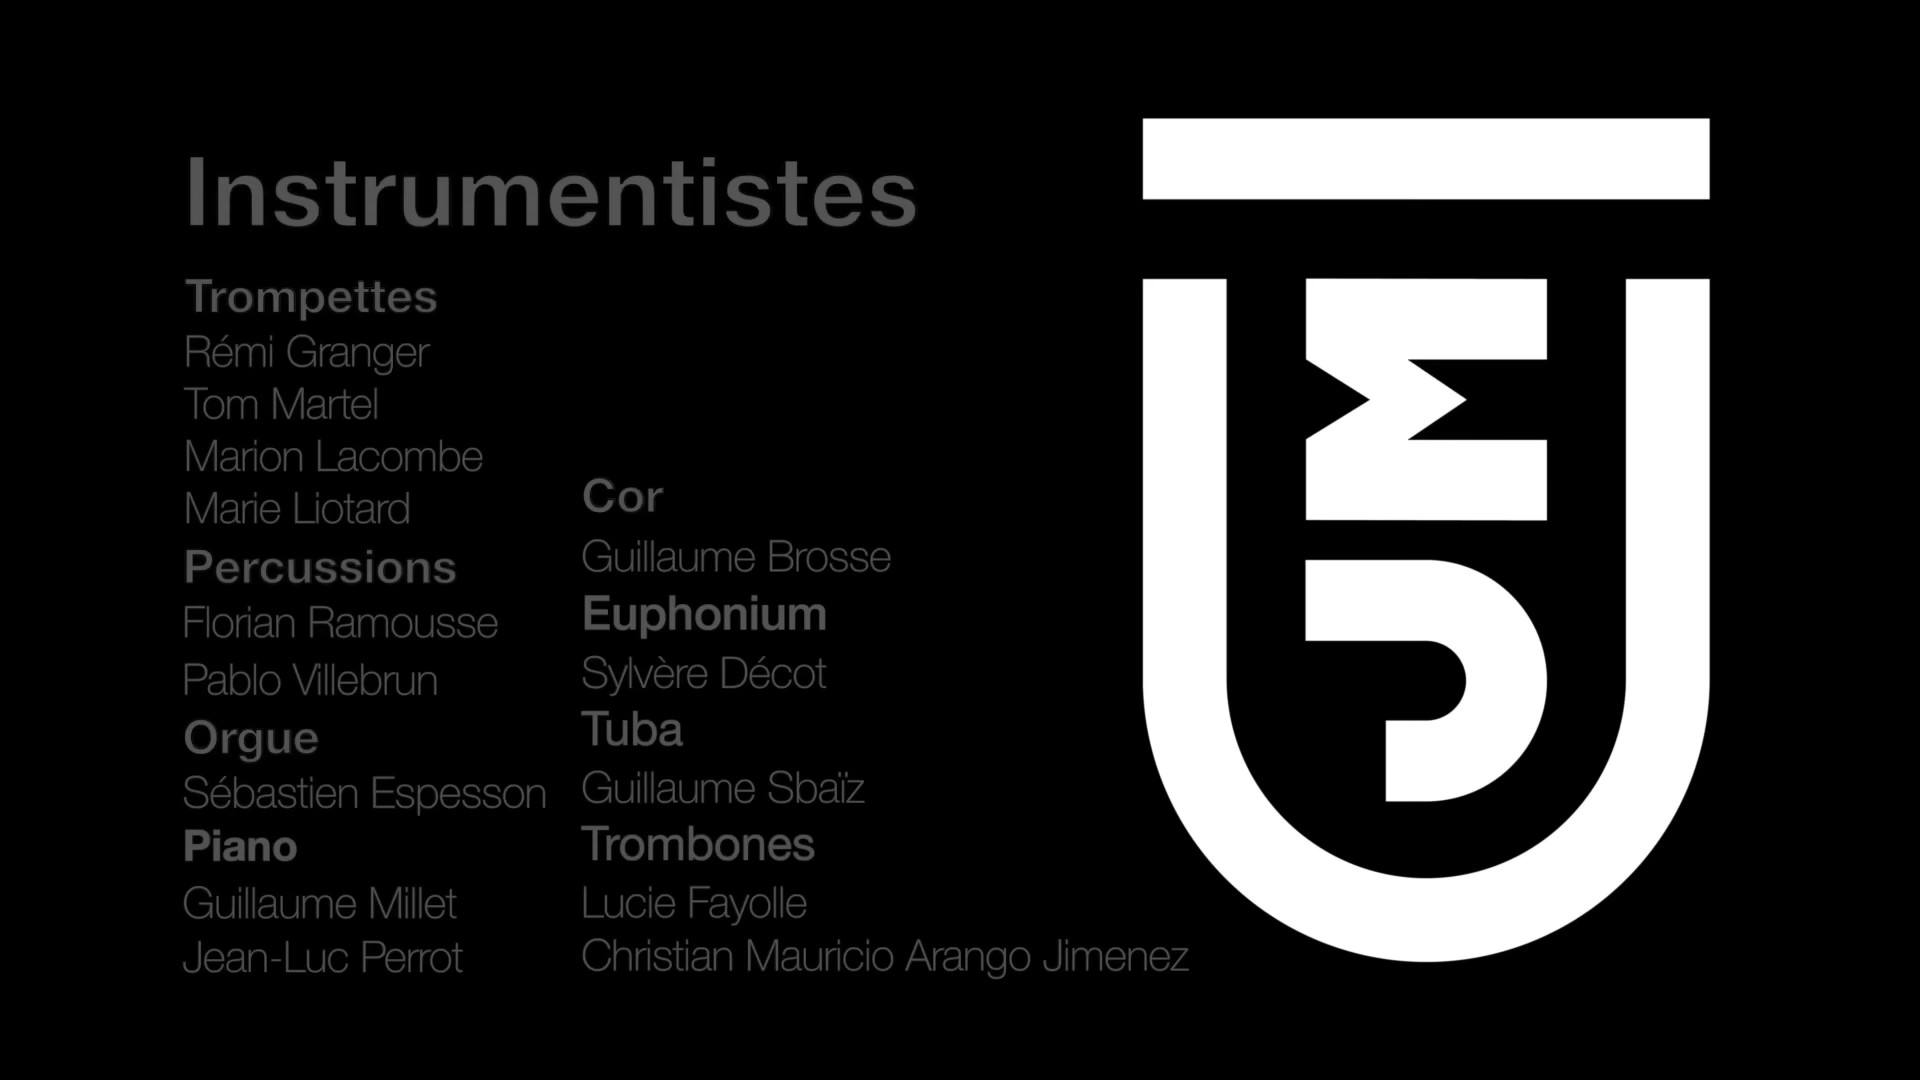 Instrumentistes
Trompettes
Rémi Granger
Tom Martel
Marion Lacombe
Marie Liotard
Percussions
Florian Ramousse
Pablo Villebrun
Orgue
Sébastien Espesson
Piano
Guillaume Millet
Jean-Luc Perrot
Cor
Guillaume Brosse
Euphonium
Sylvère Décot
Tuba
Guillaume Sbaïz
Trombones
Lucie Fayolle
Christian Mauricio Arango Jimenez